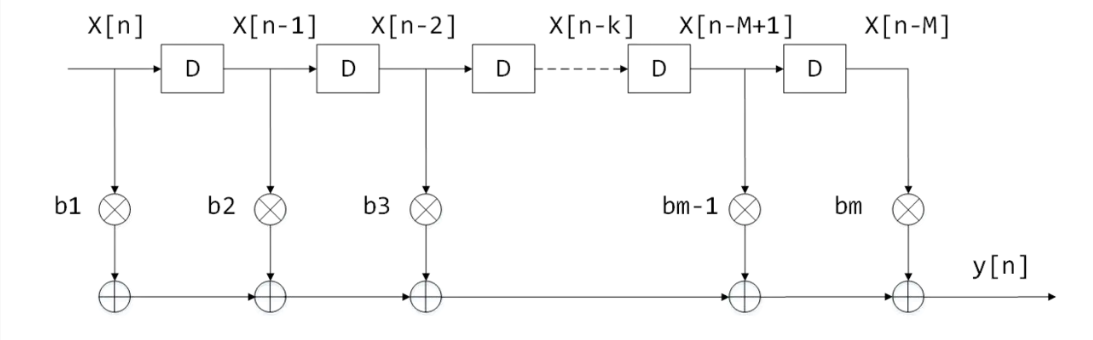 X[n] X[n-1] X[n-2] X[n-k] X[n-M+1] X[n-M]
D D D D D
b1 b2 b3 bm-1 bm
y[n]